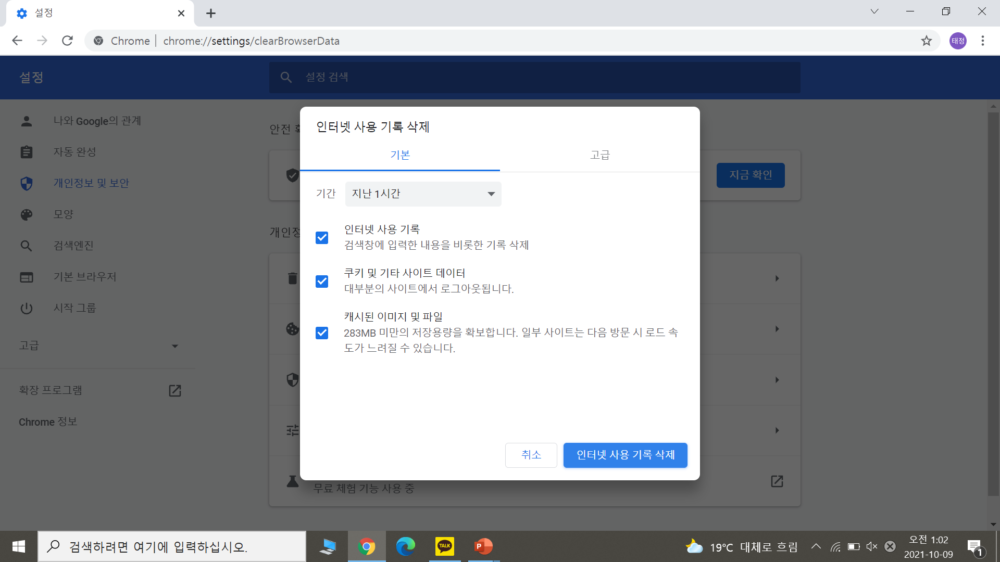 설정
Chrome
chrome://settings/clearBrowserData
태정
설정
설정 검색
나와 Google의 관계
자동 완성
개인정보 및 보안
모양
검색엔진
기본 브라우저
시작 그룹
고급
확장 프로그램
Chrome 정보
안전
지금 확인
개인정
인터넷 사용 기록 삭제
기본
고급
기간
지난 1시간
인터넷 사용 기록
검색창에 입력한 내용을 비롯한 기록 삭제
쿠키 및 기타 사이트 데이터
대부분의 사이트에서 로그아웃됩니다.
캐시된 이미지 및 파일
283MB 미만의 저장용량을 확보합니다. 일부 사이트는 다음 방문 시 로드 속
도가 느려질 수 있습니다.
취소
인터넷 사용 기록 삭제
무료 체험 기능 사용 중
검색하려면 여기에 입력하십시오.
TALK
P
19°C 대체로 흐림
오전 1:02
2021-10-09
1